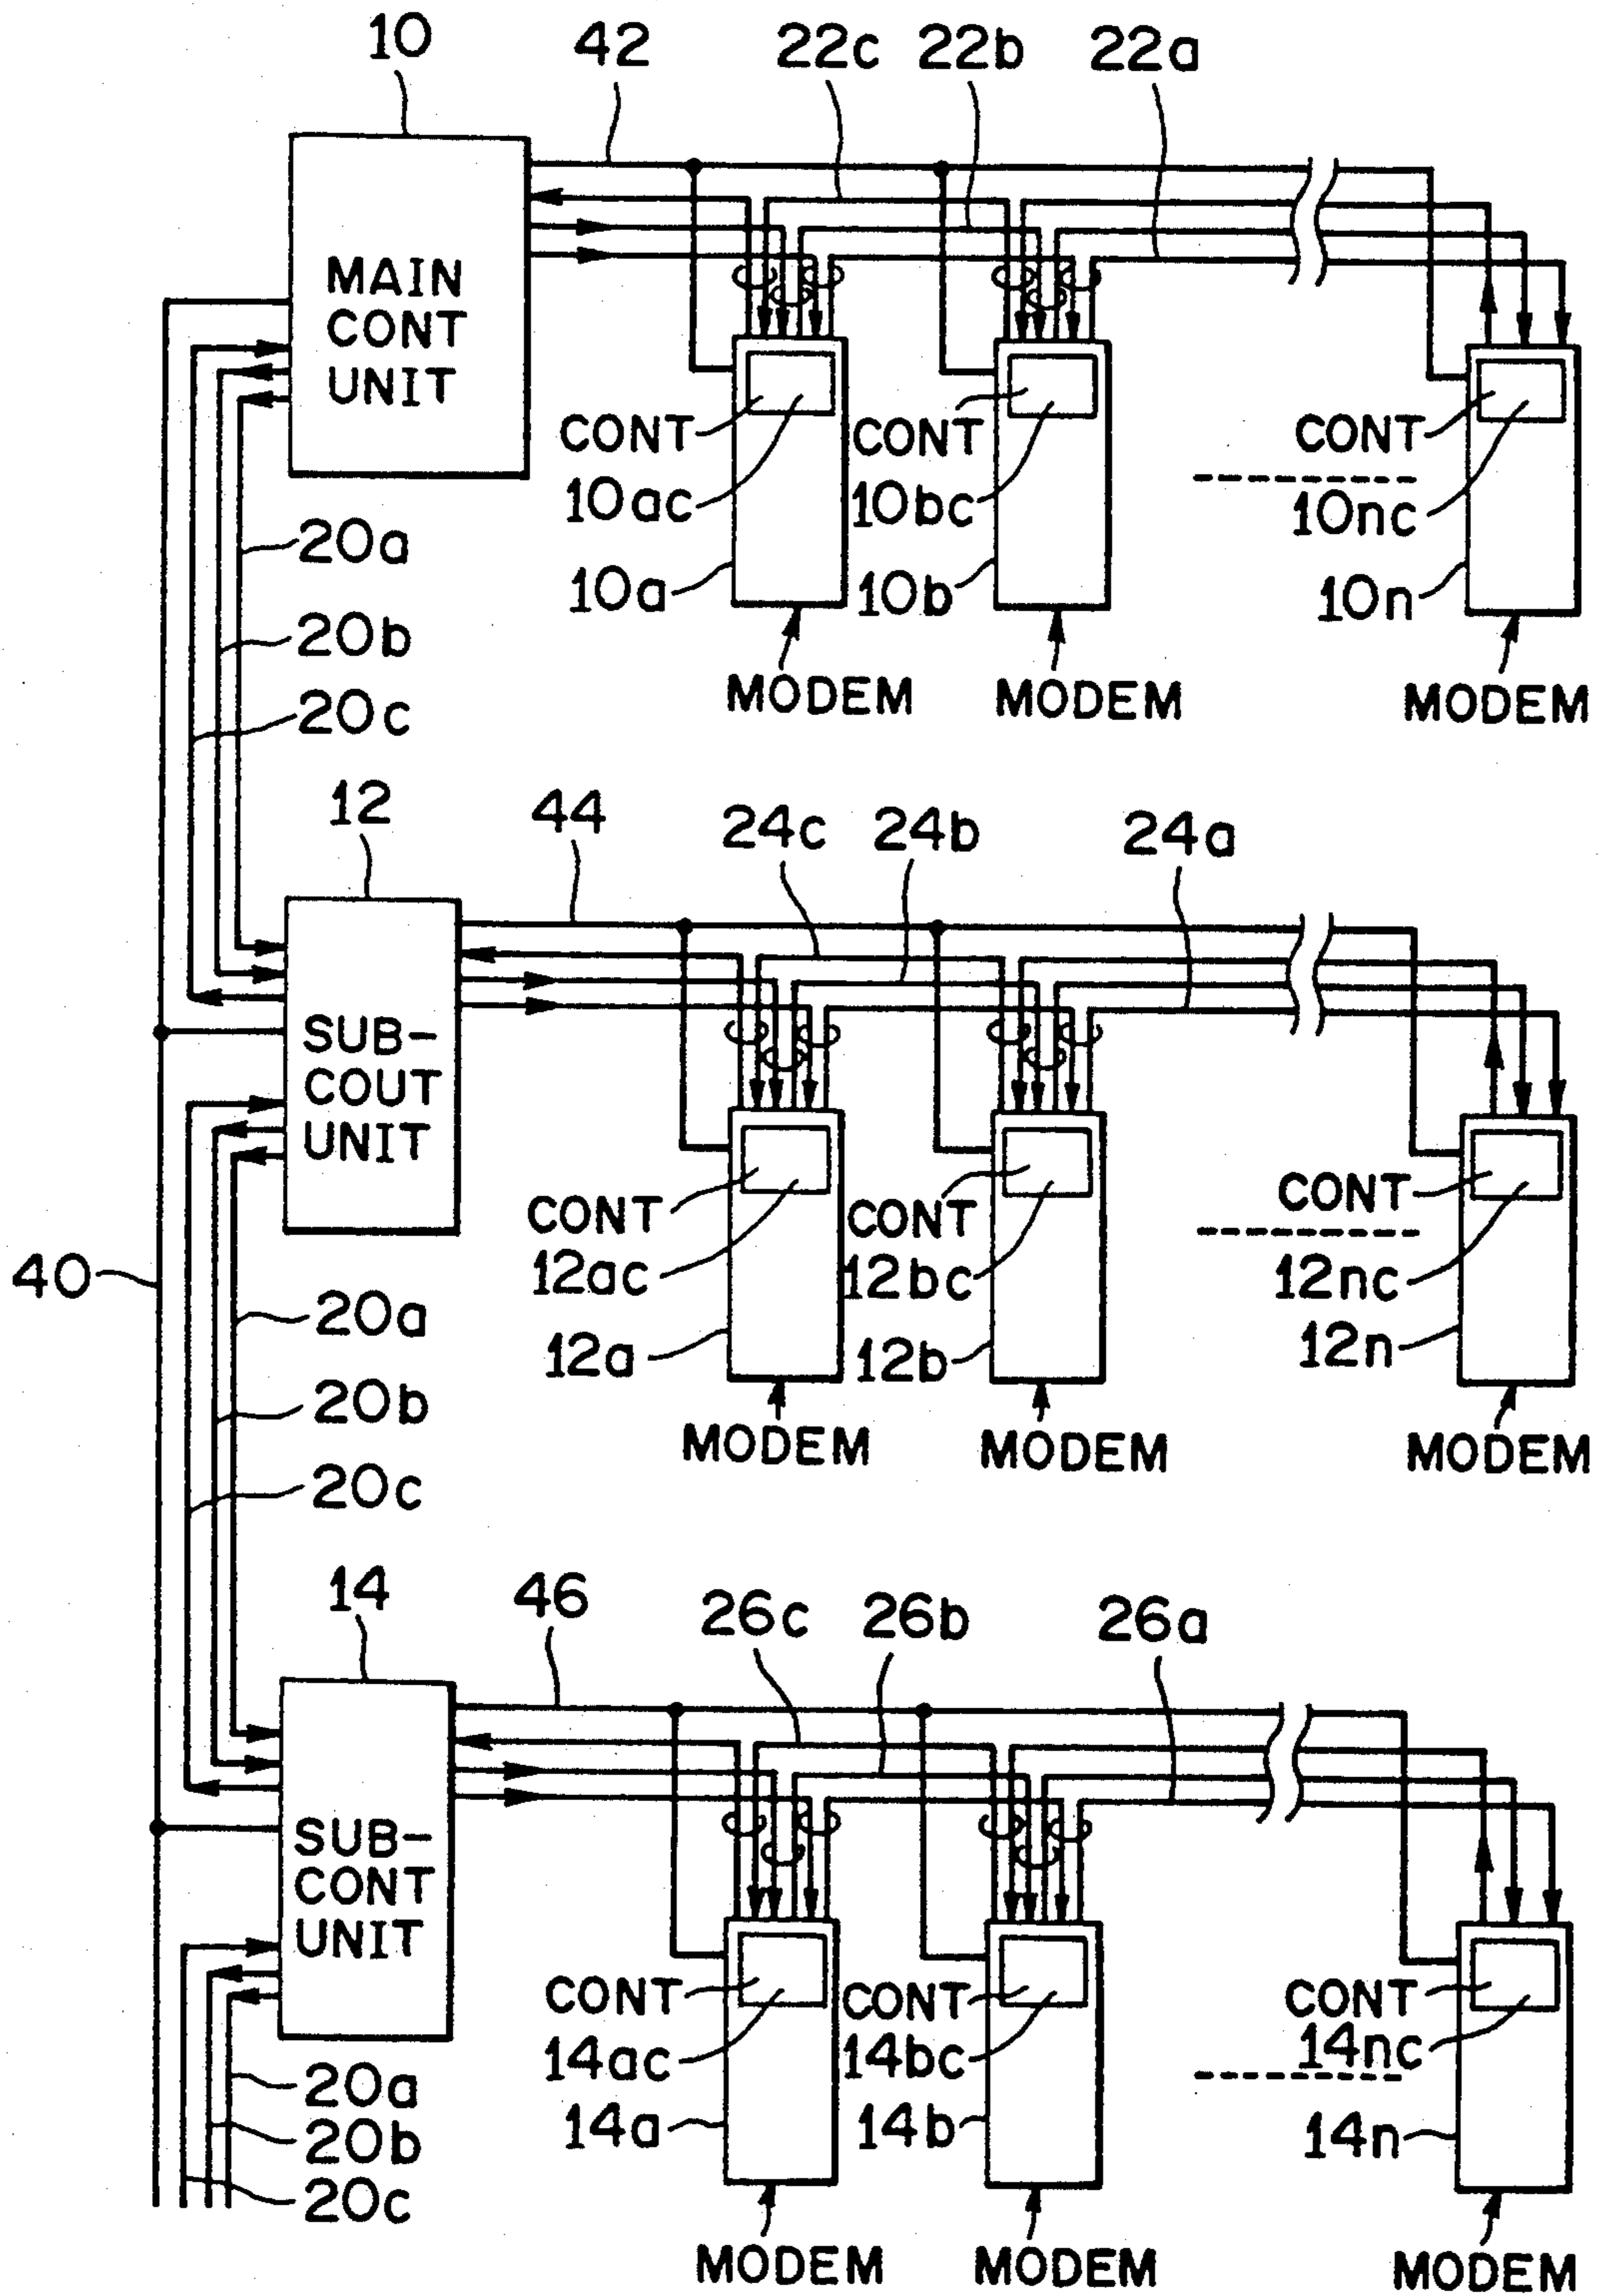 10 42 22c 22b 22a
MAIN
CONT
UNIT
CONT CONT CONT
10ac 10bc 10nc
20a
10a 10b 10n
20b
MODEM MODEM MODEM
20c
12 44 24c 24b 24a
SUB-
COUT
UNIT
CONT CONT CONT
12ac 12bc 12nc
40
20a
12a 12b 12n
20b
MODEM MODEM MODEM
20c
14 46 26c 26b 26a
SUB-
CONT
UNIT
CONT CONT CONT
14ac 14bc 14nc
20a
14a 14b 14n
20b
20c
MODEM MODEM MODEM